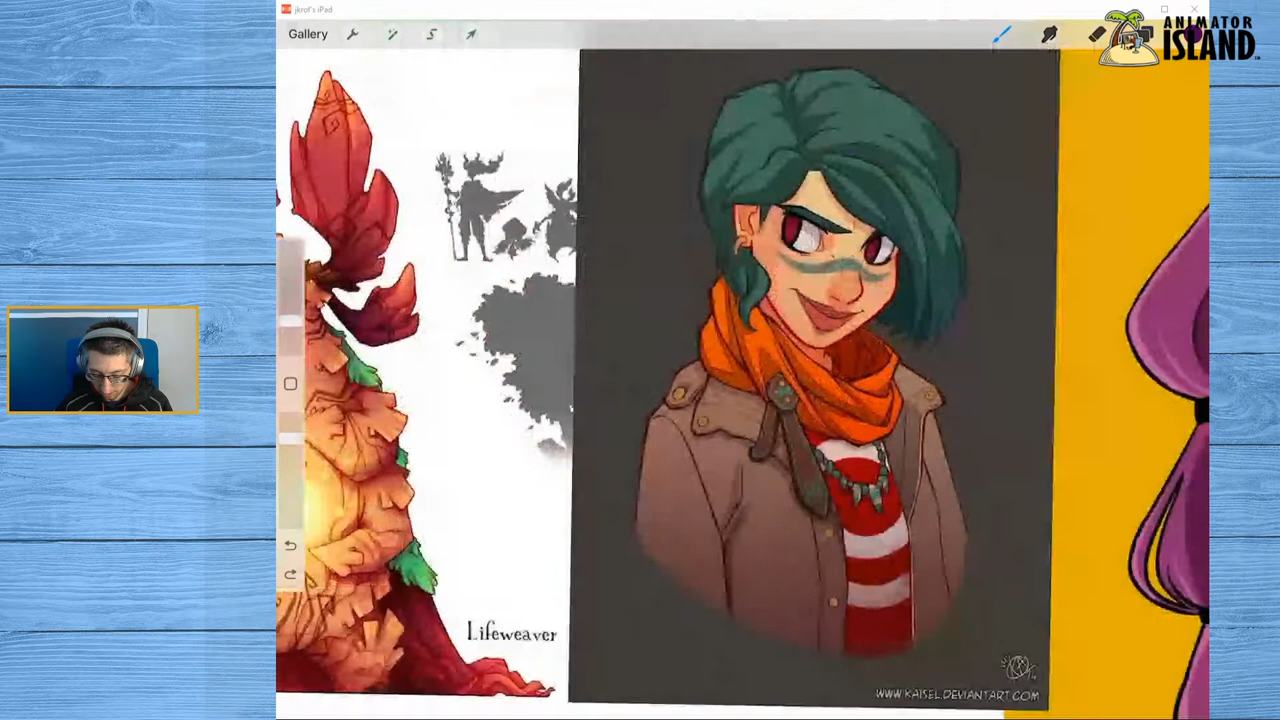 jkrof's iPad
Gallery
ANIMATOR
ISLAND
Lifeweaver
WWW.KAISEL.DEVIANTART.COM